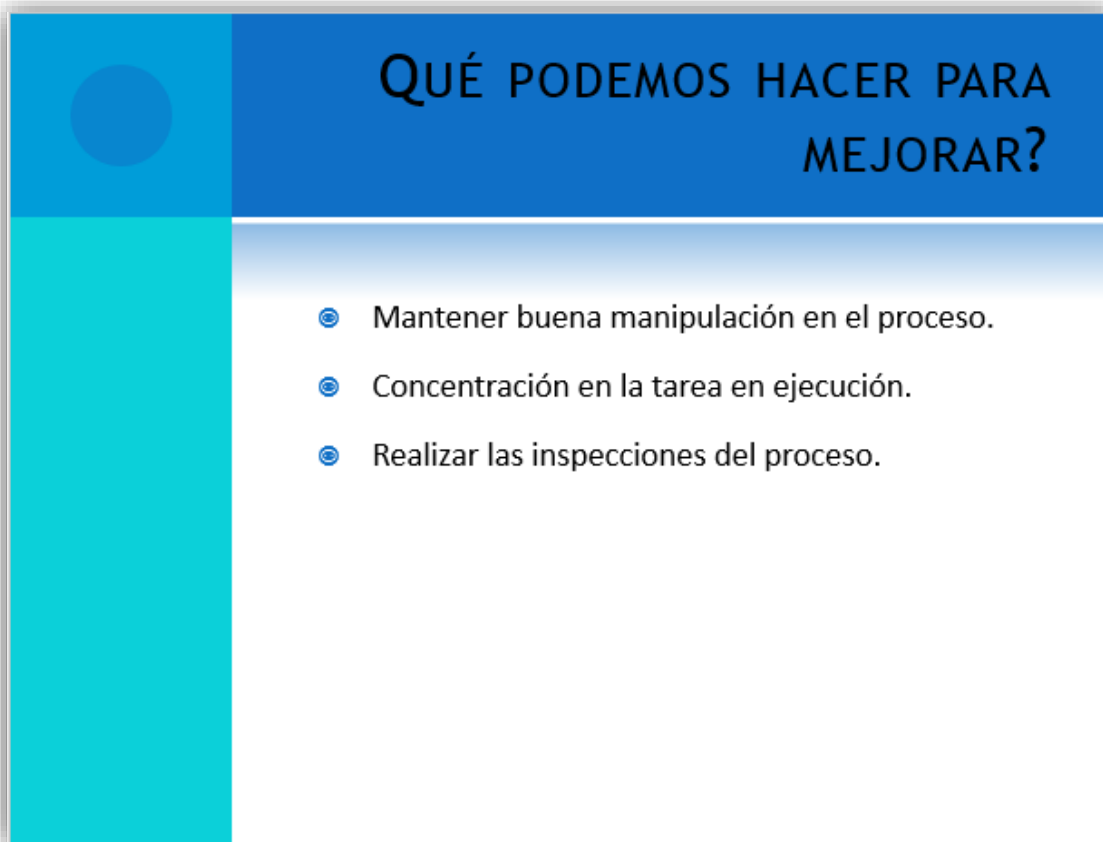 Qué podemos hacer para
mejorar?
Mantener buena manipulación en el proceso.
Concentración en la tarea en ejecución.
Realizar las inspecciones del proceso.